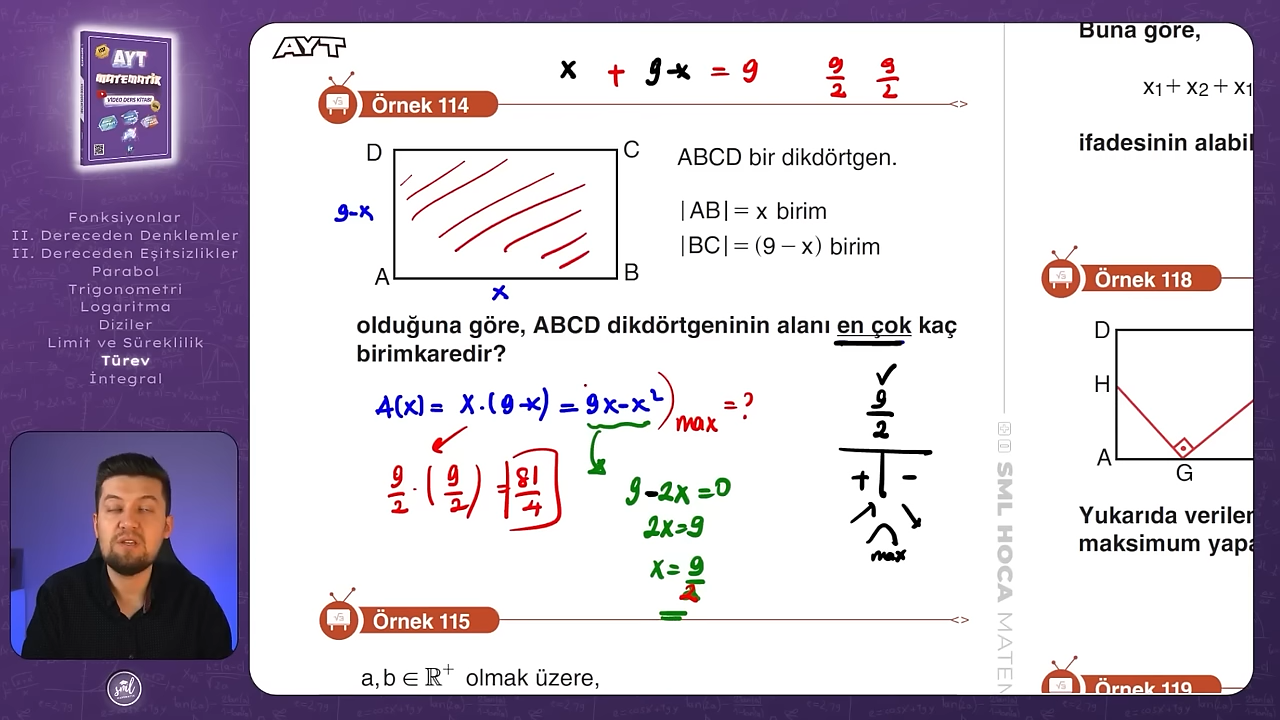 AYT
MATEMATİK
VİDEO DERS KİTABI
Fonksiyonlar
II. Dereceden Denklemler
II. Dereceden Eşitsizlikler
Parabol
Trigonometri
Logaritma
Diziler
Limit ve Süreklilik
Türev
İntegral
sml
AYT
x + 9-x = 9 9/2 9/2
Örnek 114
D C
A B
9-x
x
ABCD bir dikdörtgen.
|AB| = x birim
|BC| = (9 − x) birim
olduğuna göre, ABCD dikdörtgeninin alanı en çok kaç
birimkaredir?
A(x) = x.(9-x) = 9x-x²) max = ?
9/2 . (9/2) = 81/4
9-2x=0
2x=9
x=9/2
✓
9/2
+ -
max
Örnek 115
a,b ∈ ℝ⁺ olmak üzere,
SML HOCA MATEM
Buna göre,
x₁ + x₂ + x₁
ifadesinin alabil
Örnek 118
D
H
A
G
Yukarıda verilen
maksimum yapa
Örnek 119